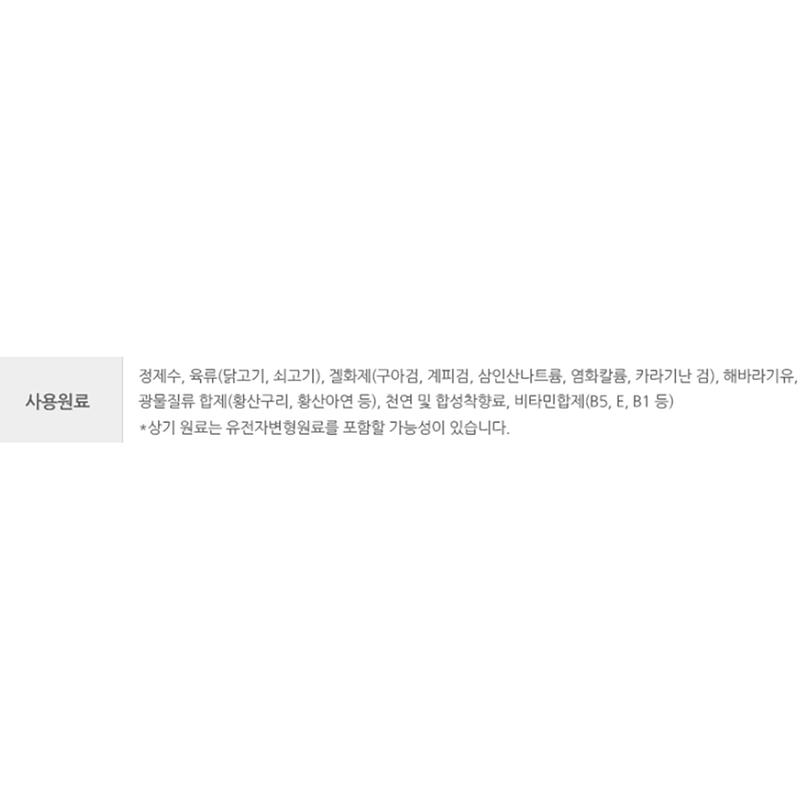 사용원료
정제수, 육류(닭고기, 쇠고기), 겔화제(구아검, 계피검, 삼인산나트륨, 염화칼륨, 카라기난 검), 해바라기유,
광물질류 합제(황산구리, 황산아연 등), 천연 및 합성착향료, 비타민합제(B5, E, B1 등)
*상기 원료는 유전자변형원료를 포함할 가능성이 있습니다.